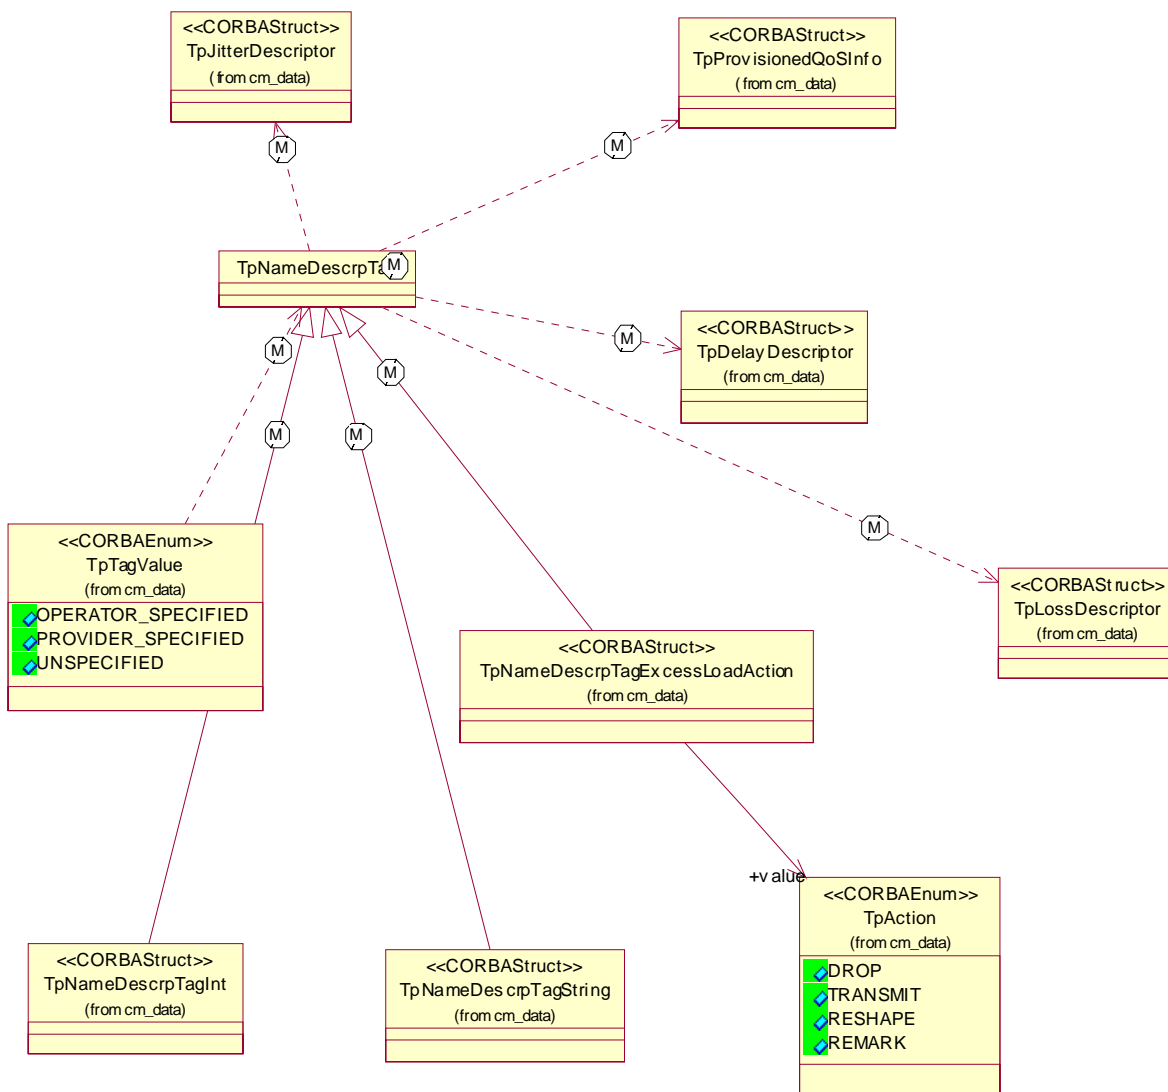 <<CORBAStruct>>
TpJitterDescriptor
(from cm_data)
<<CORBAStruct>>
TpProvisionedQoSInfo
(from cm_data)
M
M
TpNameDescrpTa
M
<<CORBAStruct>>
TpDelayDescriptor
(from cm_data)
M
M
M
M
M
M
<<CORBAEnum>>
TpTagValue
(from cm_data)
OPERATOR_SPECIFIED
PROVIDER_SPECIFIED
UNSPECIFIED
<<CORBAStruct>>
TpLossDescriptor
(from cm_data)
<<CORBAStruct>>
TpNameDescrpTagExcessLoadAction
(from cm_data)
+value
<<CORBAEnum>>
TpAction
(from cm_data)
DROP
TRANSMIT
RESHAPE
REMARK
<<CORBAStruct>>
TpNameDescrpTagInt
(from cm_data)
<<CORBAStruct>>
TpNameDescrpTagString
(from cm_data)